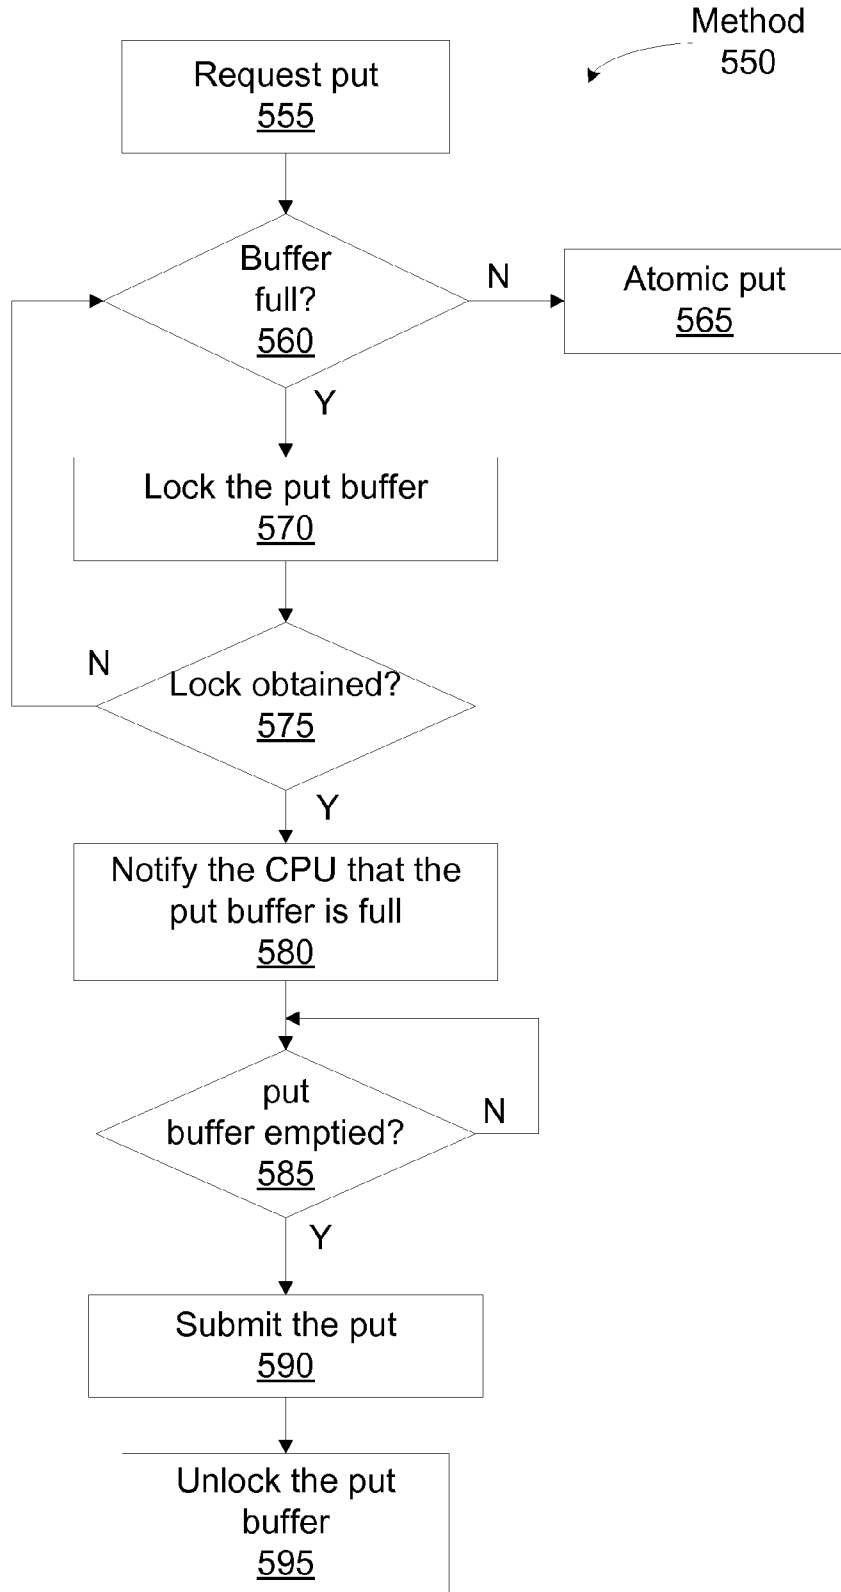 Method
550
Request put
555
Buffer
full?
560
N
Atomic put
565
Y
Lock the put buffer
570
N
Lock obtained?
575
Y
Notify the CPU that the
put buffer is full
580
put
buffer emptied?
585
N
Y
Submit the put
590
Unlock the put
buffer
595